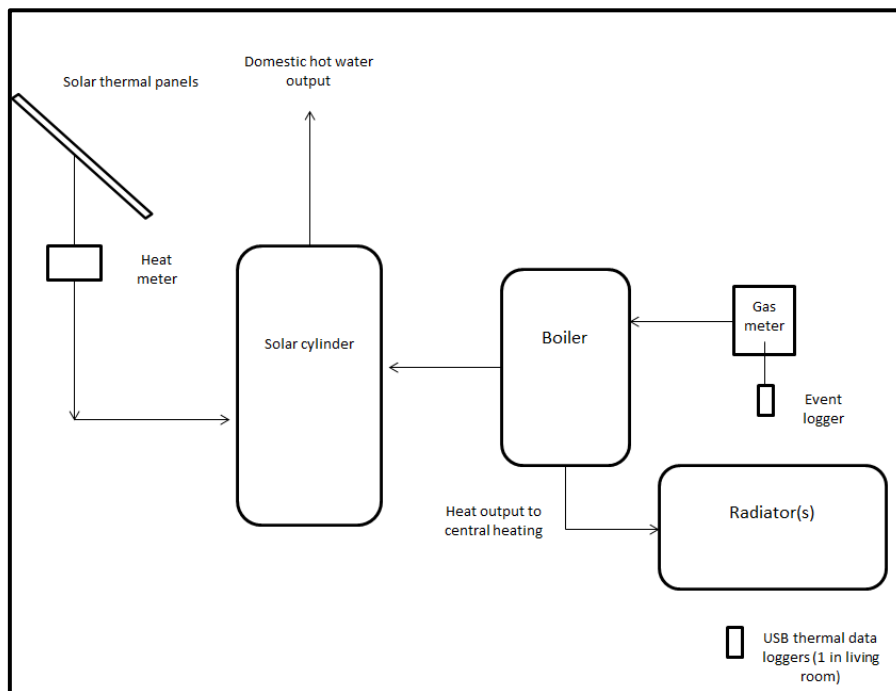 Solar thermal panels
Domestic hot water
output
Heat
meter
Solar cylinder
Boiler
Gas
meter
Event
logger
Heat output to
central heating
Radiator(s)
USB thermal data
loggers (1 in living
room)